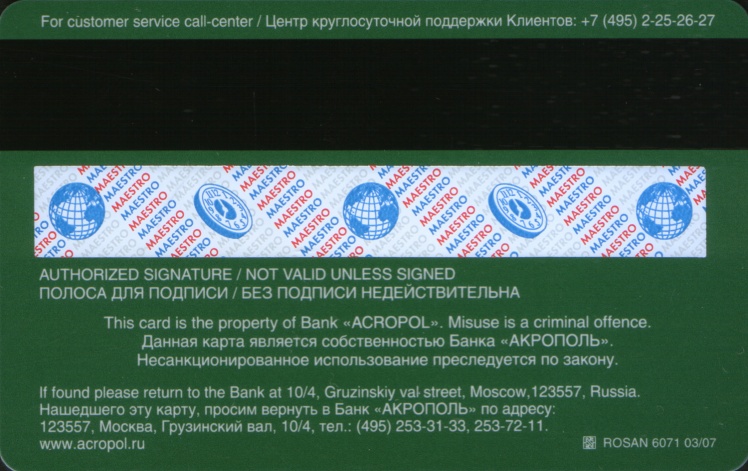 For customer service call-center / Центр круглосуточной поддержки Клиентов: +7 (495) 2-25-26-27
MAESTRO MAESTRO MAESTRO MAESTRO MAESTRO
AUTHORIZED SIGNATURE / NOT VALID UNLESS SIGNED
ПОЛОСА ДЛЯ ПОДПИСИ / БЕЗ ПОДПИСИ НЕДЕЙСТВИТЕЛЬНА
This card is the property of Bank «ACROPOL». Misuse is a criminal offence.
Данная карта является собственностью Банка «АКРОПОЛЬ».
Несанкционированное использование преследуется по закону.
If found please return to the Bank at 10/4, Gruzinskiy val street, Moscow,123557, Russia.
Нашедшего эту карту, просим вернуть в Банк «АКРОПОЛЬ» по адресу:
123557, Москва, Грузинский вал, 10/4, тел.: (495) 253-31-33, 253-72-11.
www.acropol.ru
ROSAN 6071 03/07